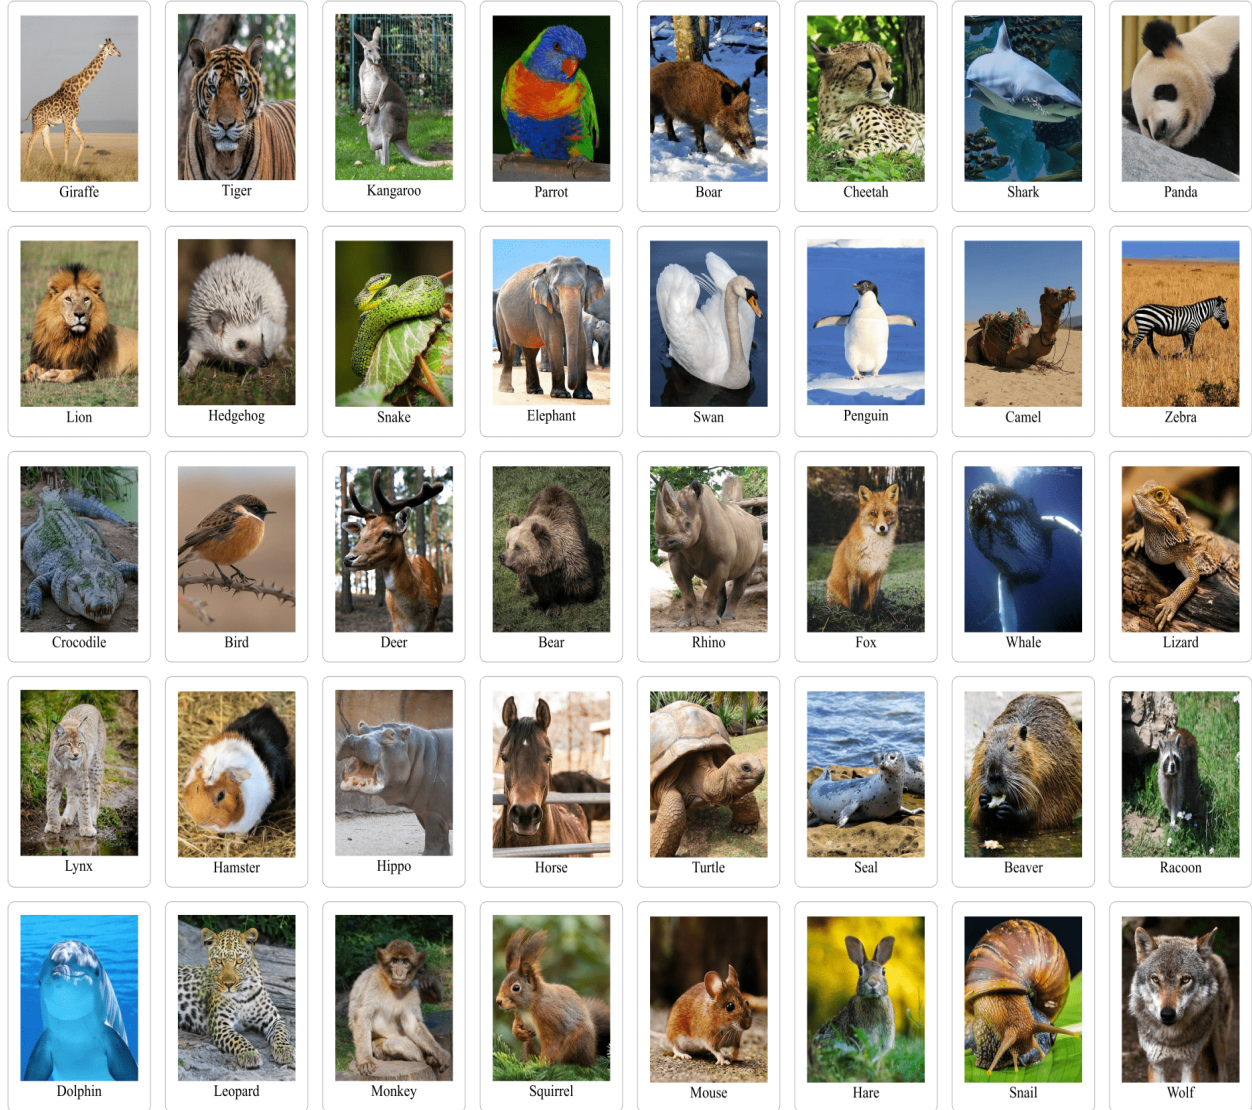 Giraffe
Tiger
Kangaroo
Parrot
Boar
Cheetah
Shark
Panda
Lion
Hedgehog
Snake
Elephant
Swan
Penguin
Camel
Zebra
Crocodile
Bird
Deer
Bear
Rhino
Fox
Whale
Lizard
Lynx
Hamster
Hippo
Horse
Turtle
Seal
Beaver
Racoon
Dolphin
Leopard
Monkey
Squirrel
Mouse
Hare
Snail
Wolf